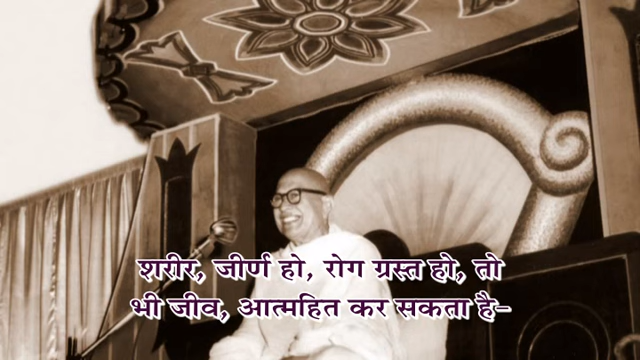 शरीर, जीर्ण हो, रोग ग्रस्त हो, तो
भी जीव, आत्महित कर सकता है-